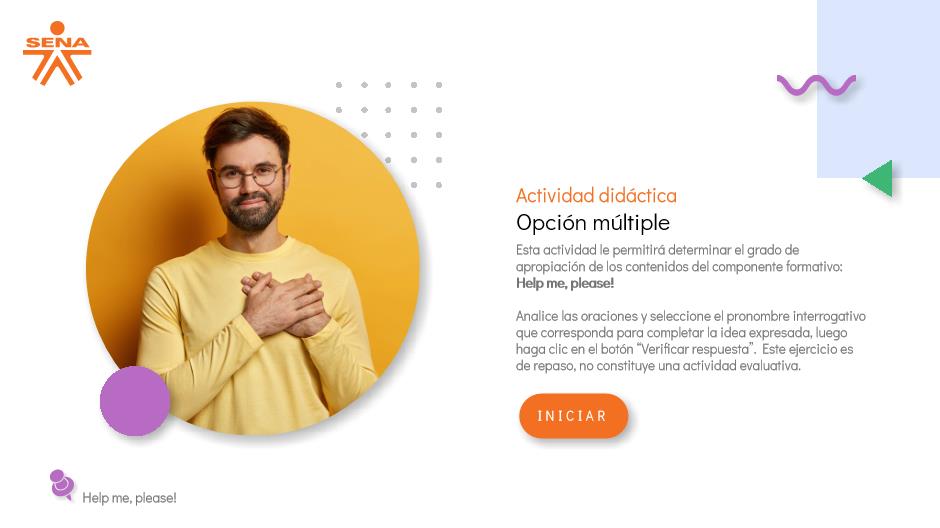 SENA
Actividad didáctica
Opción múltiple
Esta actividad le permitirá determinar el grado de
apropiación de los contenidos del componente formativo:
Help me, please!
Analice las oraciones y seleccione el pronombre interrogativo
que corresponda para completar la idea expresada, luego
haga clic en el botón “Verificar respuesta”. Este ejercicio es
de repaso, no constituye una actividad evaluativa.
INICIAR
Help me, please!